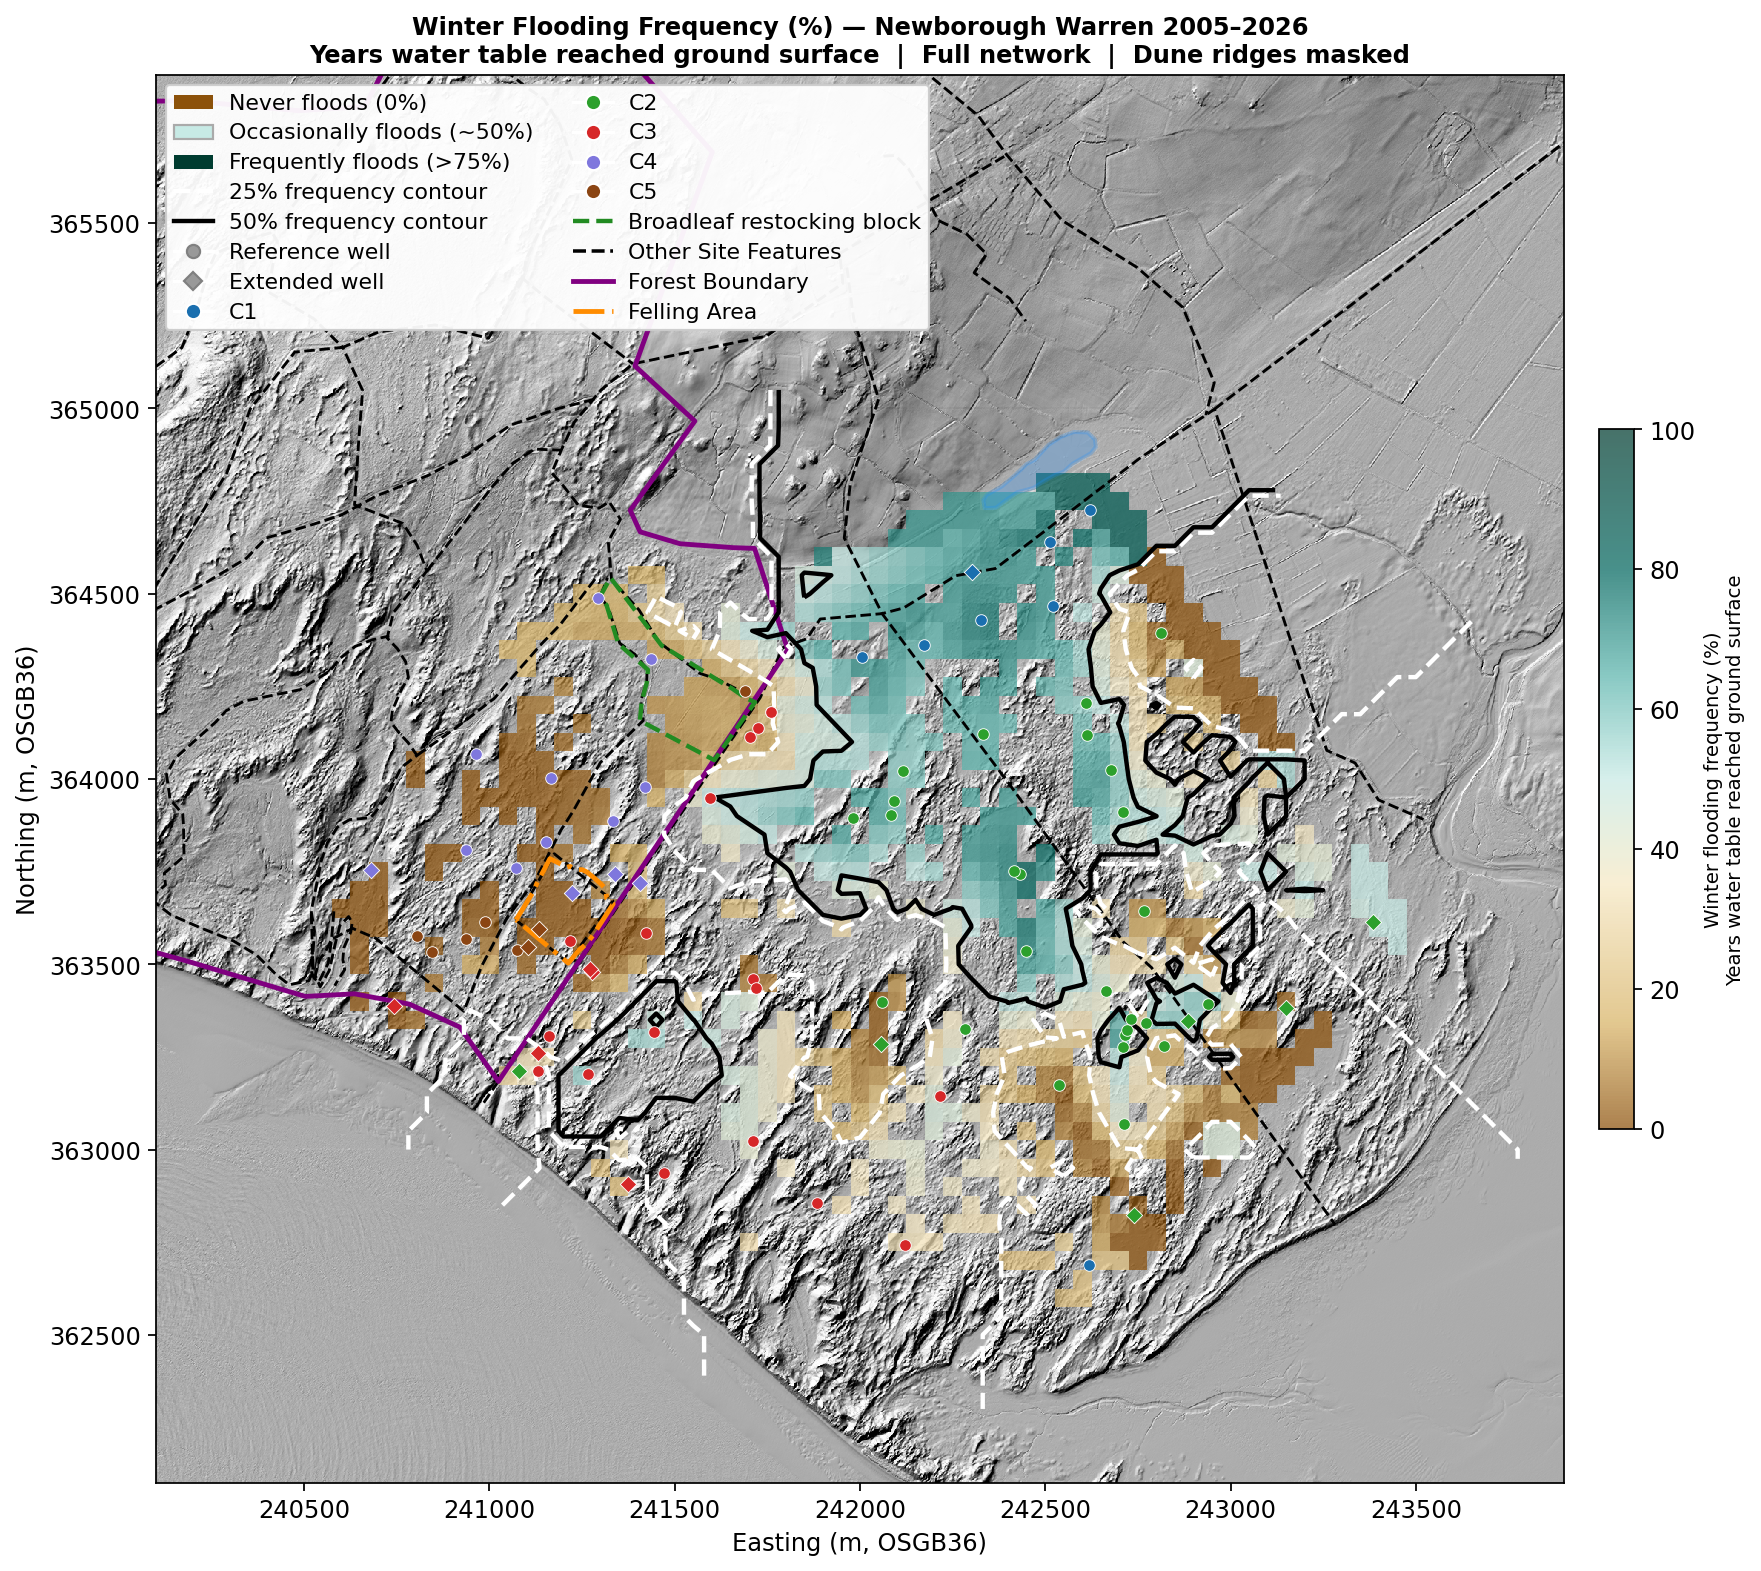 Winter Flooding Frequency (%) — Newborough Warren 2005–2026
Years water table reached ground surface | Full network | Dune ridges masked
Never floods (0%)
Occasionally floods (~50%)
Frequently floods (>75%)
25% frequency contour
50% frequency contour
Reference well
Extended well
C1
C2
C3
C4
C5
Broadleaf restocking block
Other Site Features
Forest Boundary
Felling Area
365500
365000
364500
364000
363500
363000
362500
Northing (m, OSGB36)
240500
241000
241500
242000
242500
243000
243500
Easting (m, OSGB36)
100
80
60
40
20
0
Winter flooding frequency (%)
Years water table reached ground surface